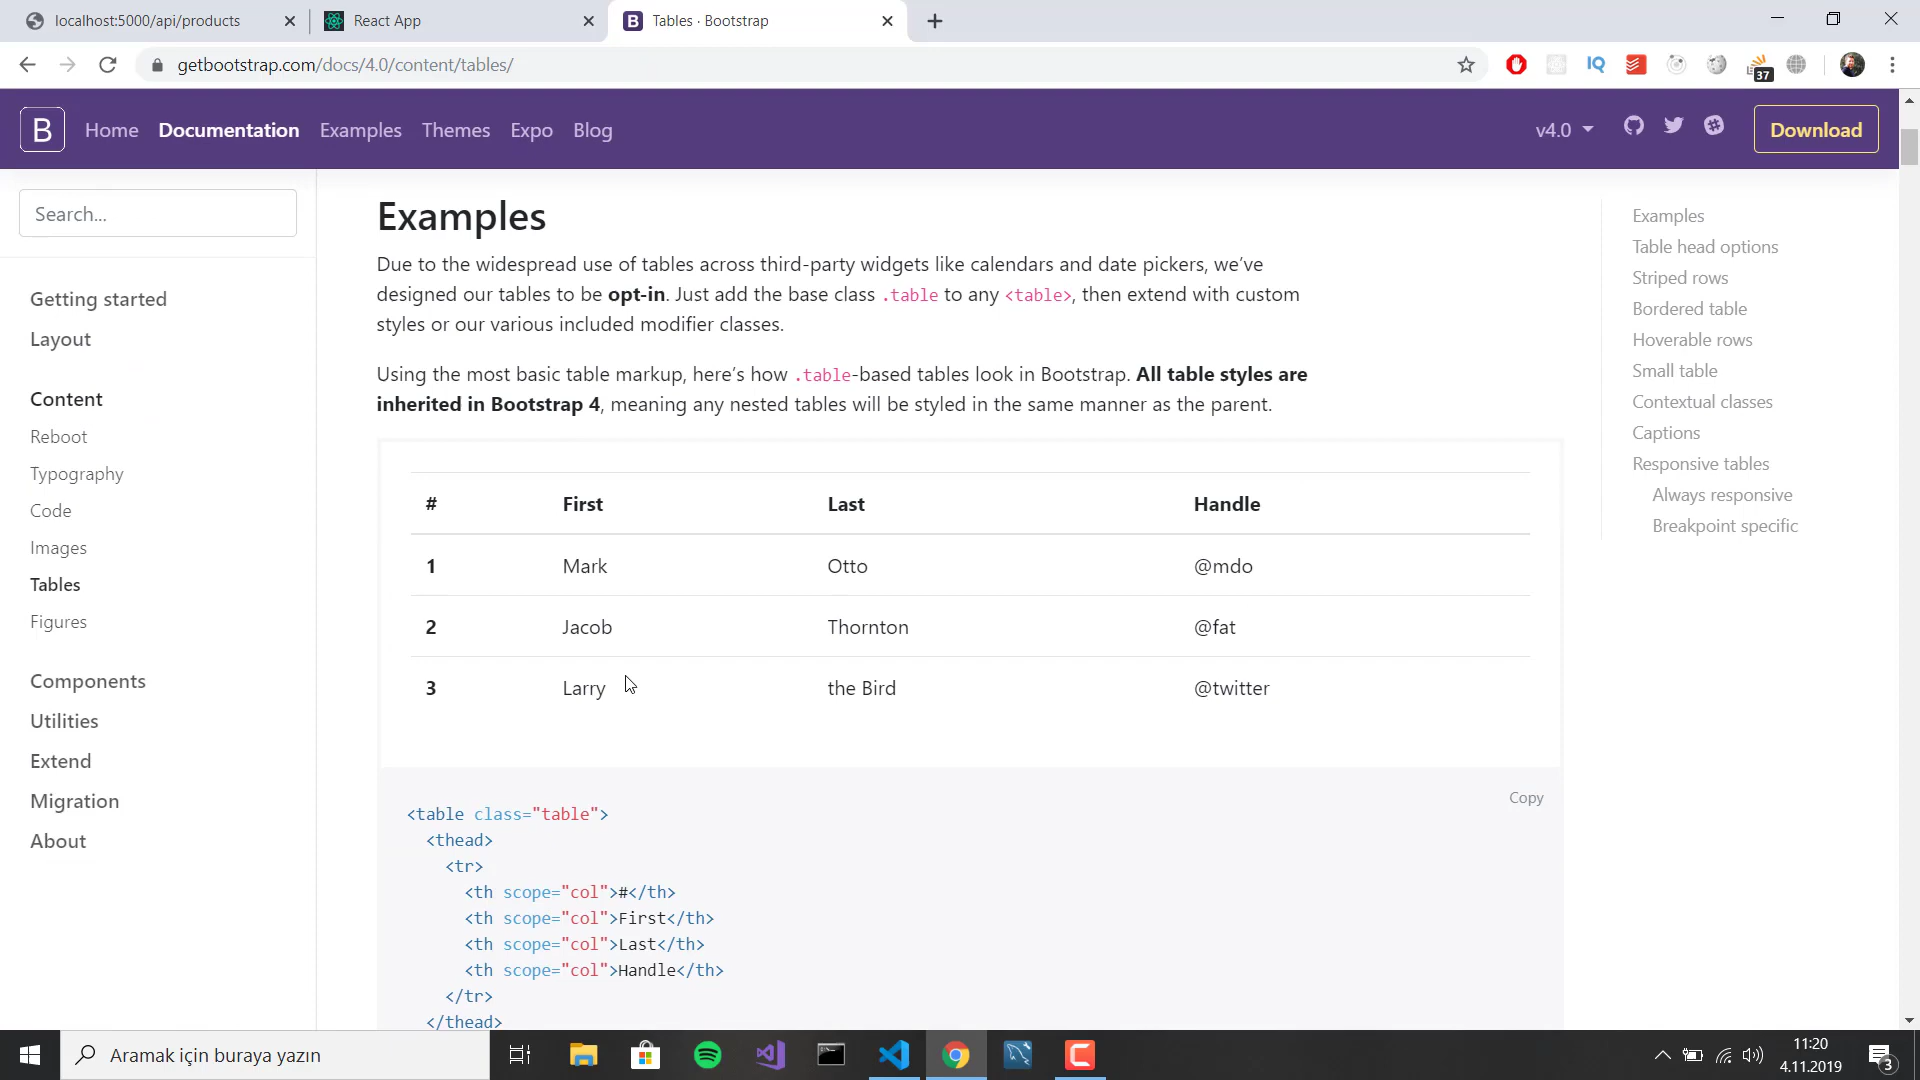 localhost:5000/api/products
React App
Tables · Bootstrap
getbootstrap.com/docs/4.0/content/tables/
IQ
37
B Home Documentation Examples Themes Expo Blog v4.0 Download
Search...
Getting started
Layout
Content
Reboot
Typography
Code
Images
Tables
Figures
Components
Utilities
Extend
Migration
About
Examples
Due to the widespread use of tables across third-party widgets like calendars and date pickers, we’ve
designed our tables to be opt-in. Just add the base class .table to any <table>, then extend with custom
styles or our various included modifier classes.
Using the most basic table markup, here’s how .table-based tables look in Bootstrap. All table styles are
inherited in Bootstrap 4, meaning any nested tables will be styled in the same manner as the parent.
# First Last Handle
1 Mark Otto @mdo
2 Jacob Thornton @fat
3 Larry the Bird @twitter
Copy
<table class="table">
<thead>
<tr>
<th scope="col">#</th>
<th scope="col">First</th>
<th scope="col">Last</th>
<th scope="col">Handle</th>
</tr>
</thead>
Examples
Table head options
Striped rows
Bordered table
Hoverable rows
Small table
Contextual classes
Captions
Responsive tables
Always responsive
Breakpoint specific
Aramak için buraya yazın
11:20
4.11.2019
3